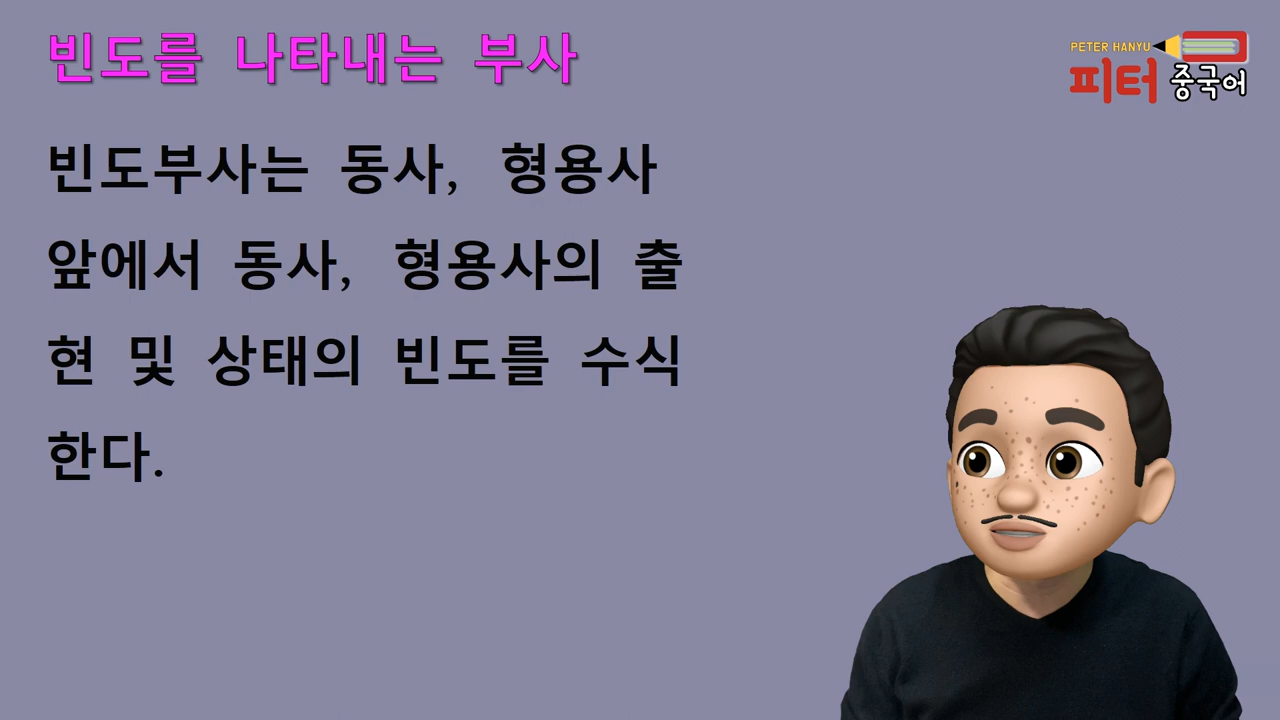 빈도를 나타내는 부사
PETER HANYU
피터 중국어
빈도부사는 동사, 형용사
앞에서 동사, 형용사의 출
현 및 상태의 빈도를 수식
한다.